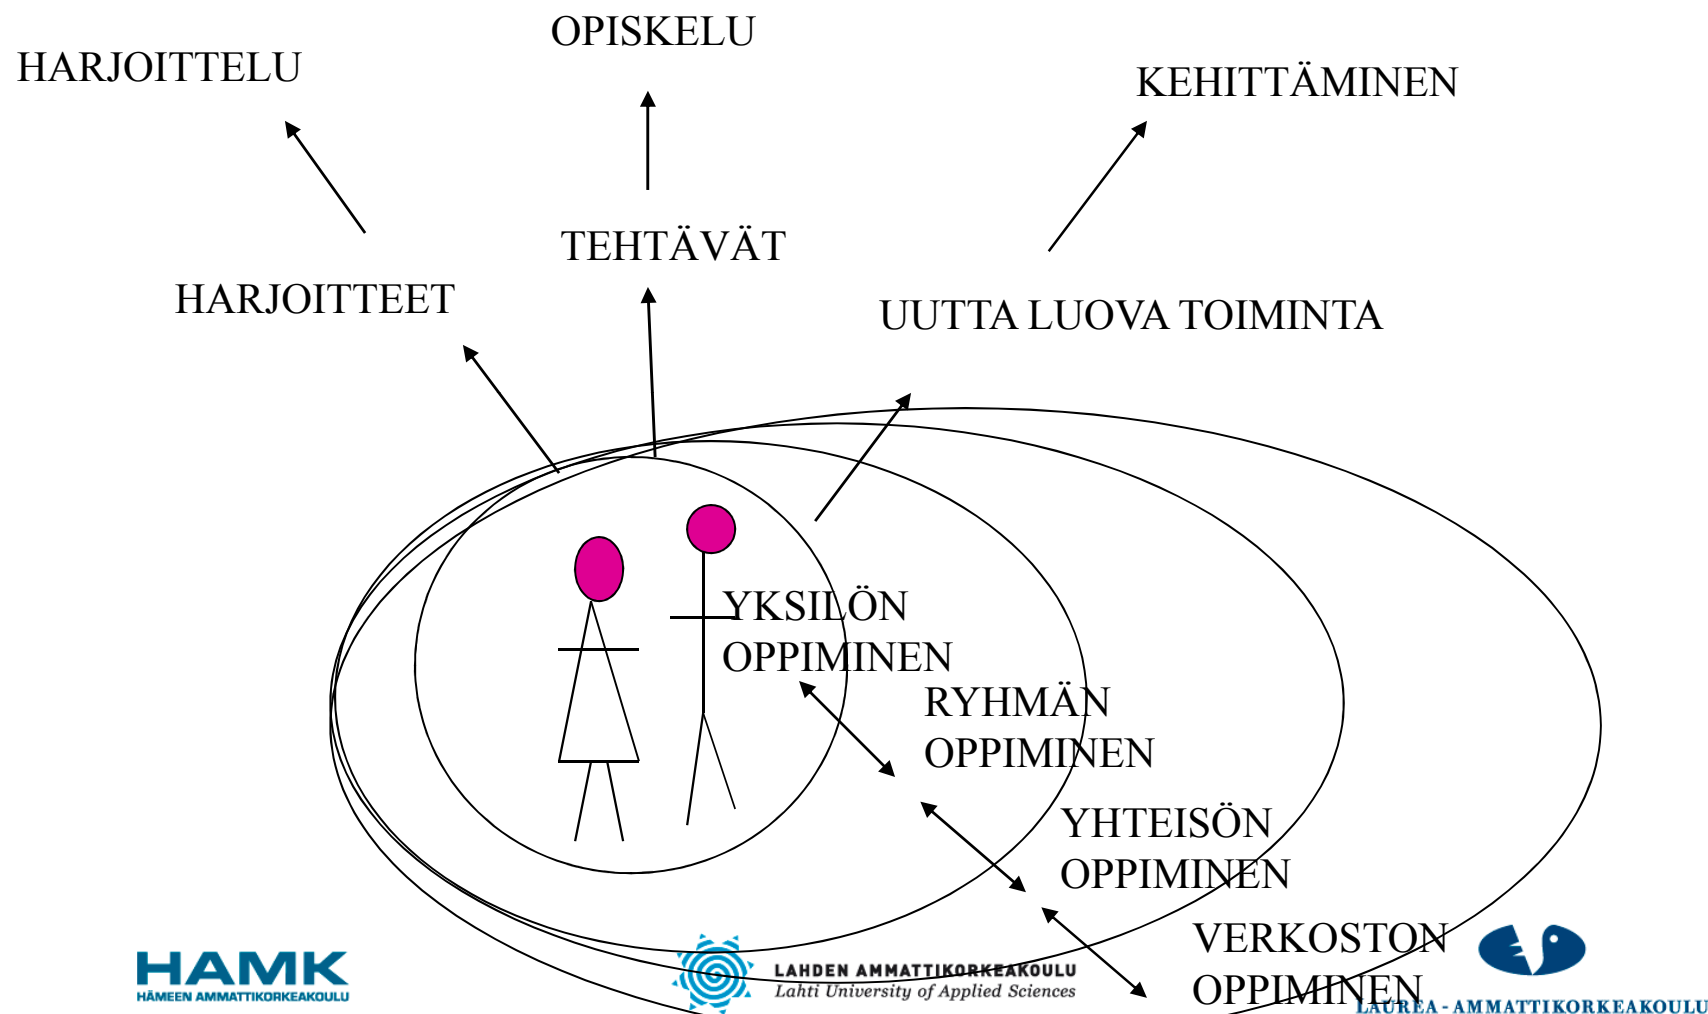 OPISKELU
HARJOITTELU
KEHITTÄMINEN
TEHTÄVÄT
HARJOITTEET
UUTTA LUOVA TOIMINTA
YKSILÖN
OPPIMINEN
RYHMÄN
OPPIMINEN
YHTEISÖN
OPPIMINEN
VERKOSTON
OPPIMINEN
HAMK
HÄMEEN AMMATTIKORKEAKOULU
LAHDEN AMMATTIKORKEAKOULU
Lahti University of Applied Sciences
LAUREA - AMMATTIKORKEAKOULU